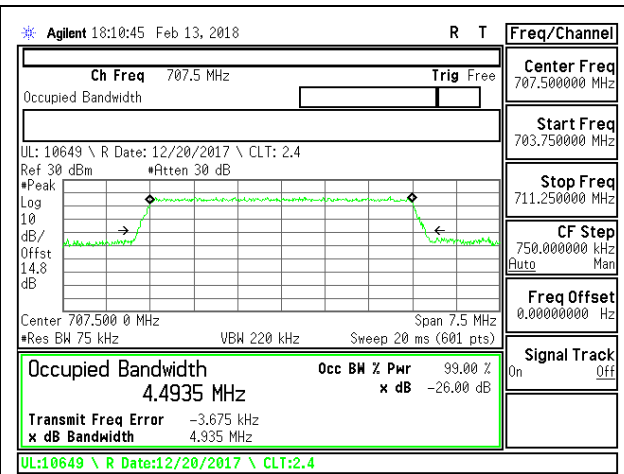 Agilent 18:10:45 Feb 13, 2018 R T
Ch Freq 707.5 MHz Trig Free
Occupied Bandwidth
UL: 10649 \ R Date: 12/20/2017 \ CLT: 2.4
Ref 30 dBm #Atten 30 dB
#Peak
Log
10
dB/
Offst
14.8
dB
Center 707.500 0 MHz Span 7.5 MHz
#Res BW 75 kHz VBW 220 kHz Sweep 20 ms (601 pts)
Occupied Bandwidth Occ BW % Pwr 99.00 %
4.4935 MHz x dB -26.00 dB
Transmit Freq Error -3.675 kHz
x dB Bandwidth 4.935 MHz
UL:10649 \ R Date:12/20/2017 \ CLT:2.4
Freq/Channel
Center Freq
707.500000 MHz
Start Freq
703.750000 MHz
Stop Freq
711.250000 MHz
CF Step
750.000000 kHz
Auto Man
Freq Offset
0.00000000 Hz
Signal Track
On Off